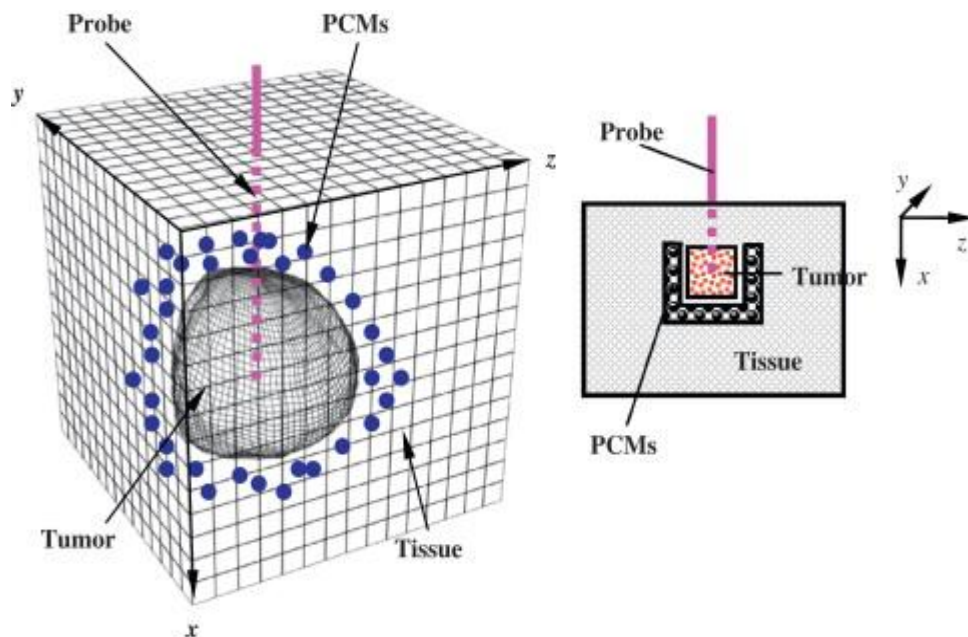 Probe
PCMs
y
z
Tumor
Tissue
x
Probe
y
z
x
Tumor
Tissue
PCMs